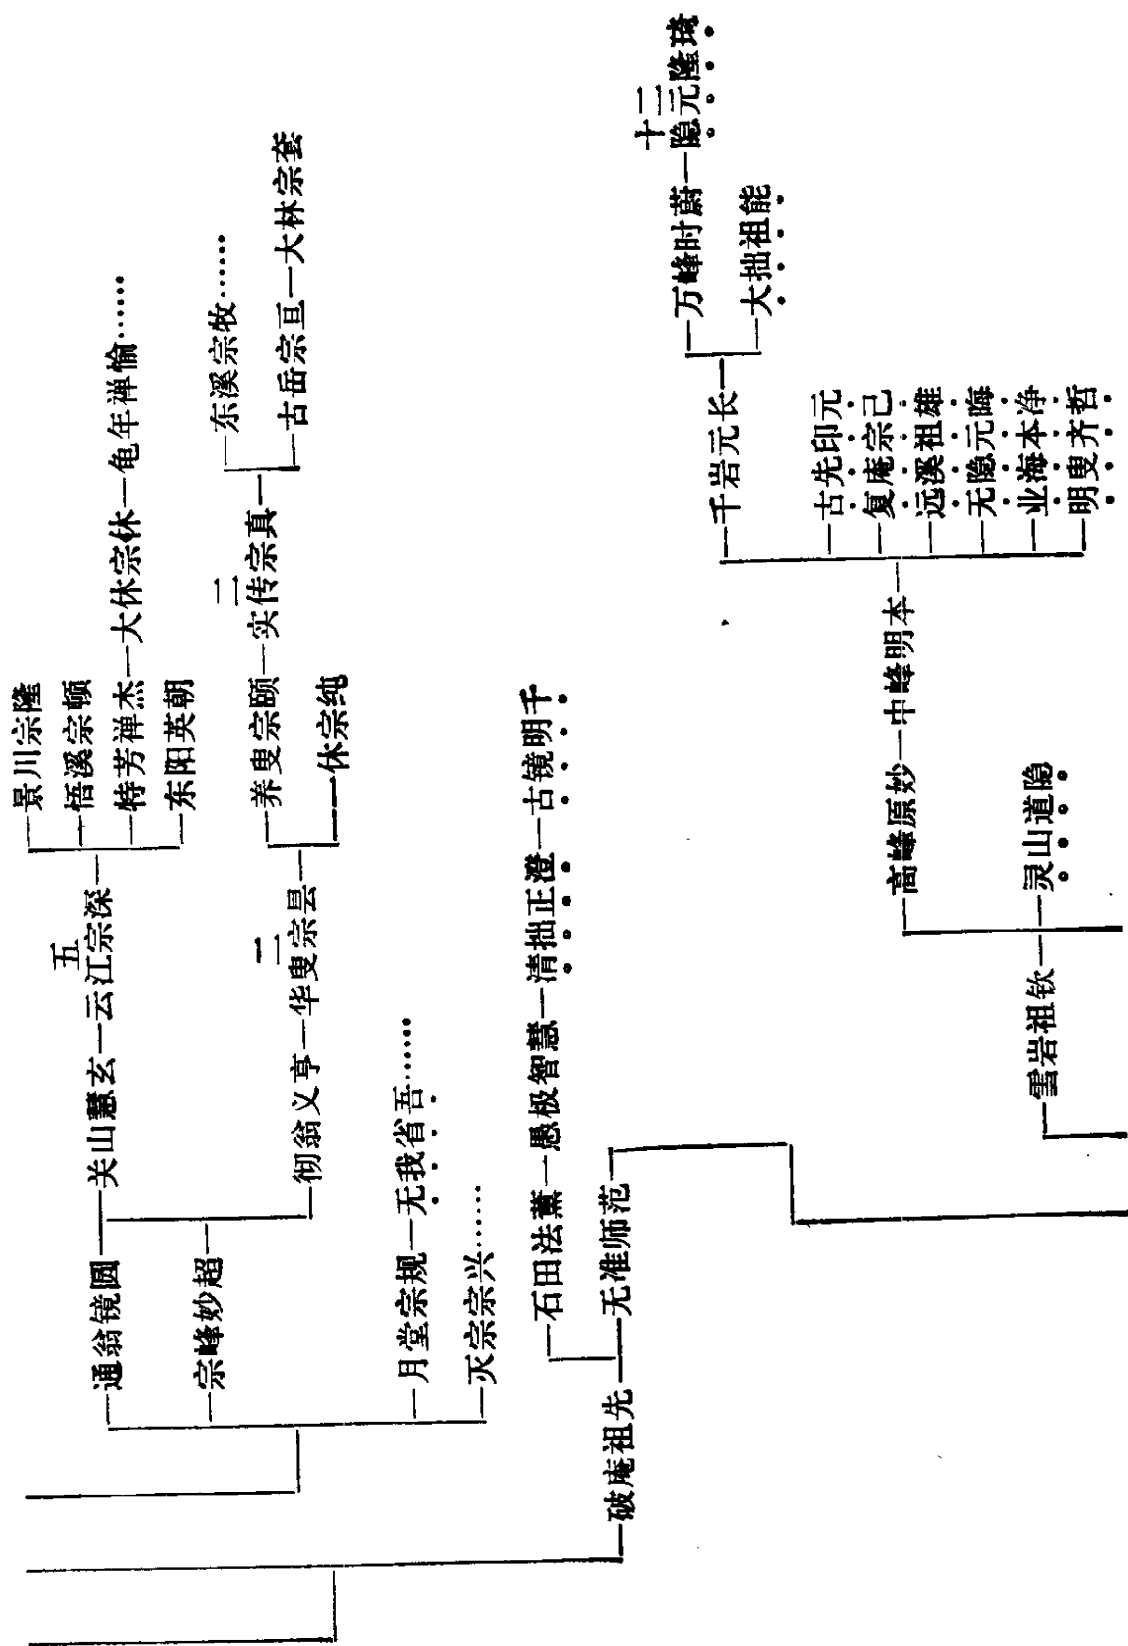 景川宗隆
五
悟溪宗顿
通翁镜圆
关山慧玄—云江宗深
特芳禅杰—大休宗休—龟年禅愉……
东阳英朝
宗峰妙超
东溪宗牧……
二
养叟宗颐—实传宗真
二
古岳宗亘—大林宗套
彻翁义亨—华叟宗昙
一休宗纯
月堂宗规—无我省吾……
灭宗宗兴……
石田法薰—愚极智慧—清拙正澄—古镜明千
破庵祖先—无准师范
十二
万峰时蔚—隐元隆琦
大拙祖能
千岩元长
古先印元
复庵宗己
远溪祖雄
无隐元晦
业海本净
明叟齐哲
高峰原妙—中峰明本
灵山道隐
雪岩祖钦